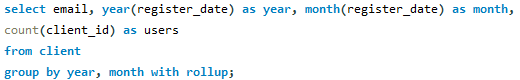 select email, year(register_date) as year, month(register_date) as month,
count(client_id) as users
from client
group by year, month with rollup;